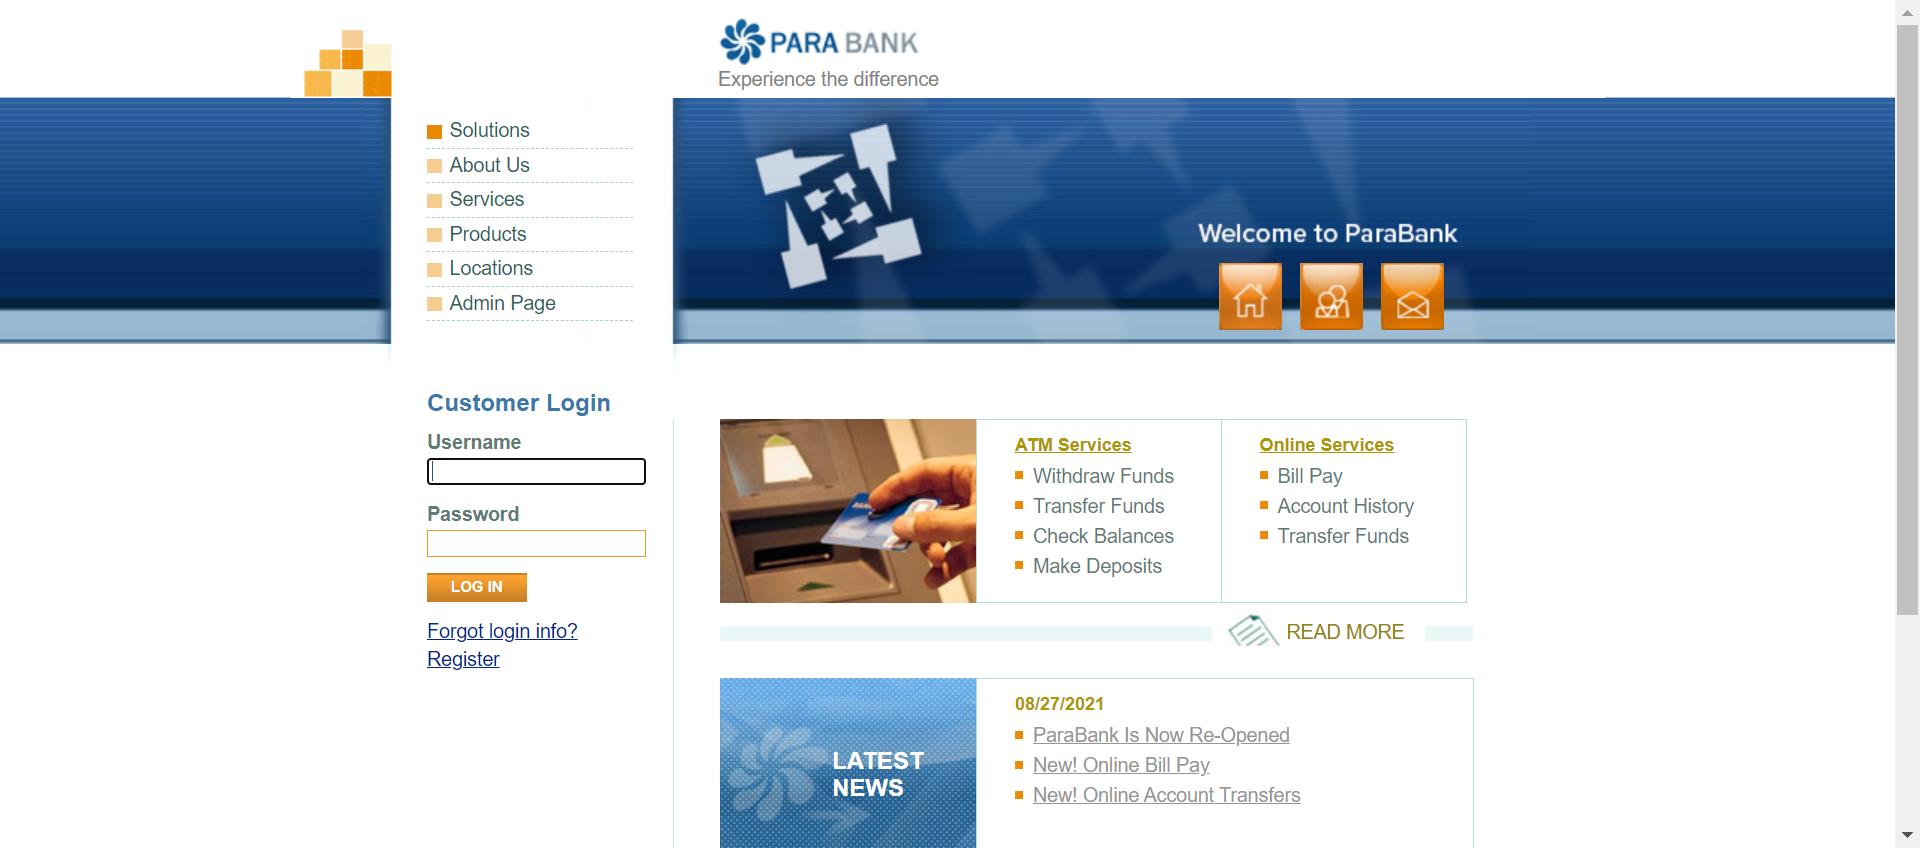 PARA BANK
Experience the difference
Solutions
About Us
Services
Products
Locations
Admin Page
Welcome to ParaBank
Customer Login
Username
Password
LOG IN
Forgot login info?
Register
ATM Services
Withdraw Funds
Transfer Funds
Check Balances
Make Deposits
Online Services
Bill Pay
Account History
Transfer Funds
READ MORE
LATEST
NEWS
08/27/2021
ParaBank Is Now Re-Opened
New! Online Bill Pay
New! Online Account Transfers